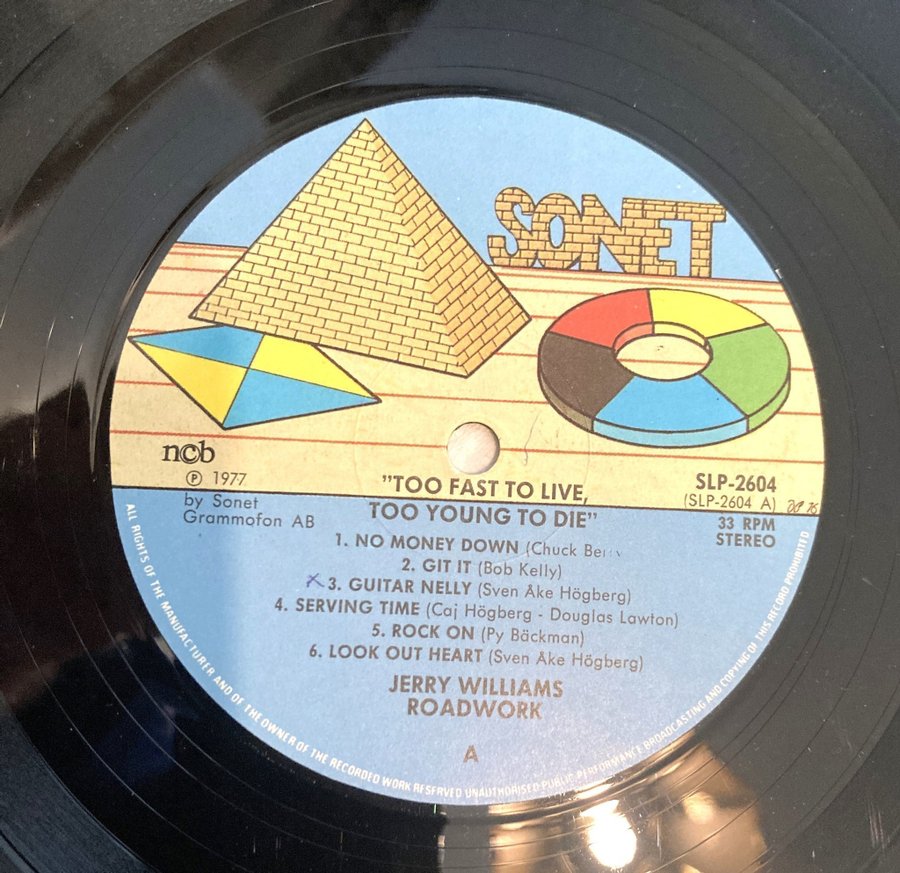 SONET
ncb
℗ 1977
by Sonet
Grammofon AB
SLP-2604
(SLP-2604 A)
33 RPM
STEREO
"TOO FAST TO LIVE,
TOO YOUNG TO DIE"
1. NO MONEY DOWN (Chuck
2. GIT IT (Bob Kelly)
3. GUITAR NELLY (Sven Åke Högberg)
4. SERVING TIME (Caj Högberg - Douglas Lawton)
5. ROCK ON (Py Bäckman)
6. LOOK OUT HEART (Sven Åke Högberg)
JERRY WILLIAMS
ROADWORK
A
ALL RIGHTS OF THE MANUFACTURER AND OF THE OWNER OF THE RECORDED WORK RESERVED UNAUTHORISED PUBLIC PERFORMANCE BROADCASTING AND COPYING OF THIS RECORD PROHIBITED